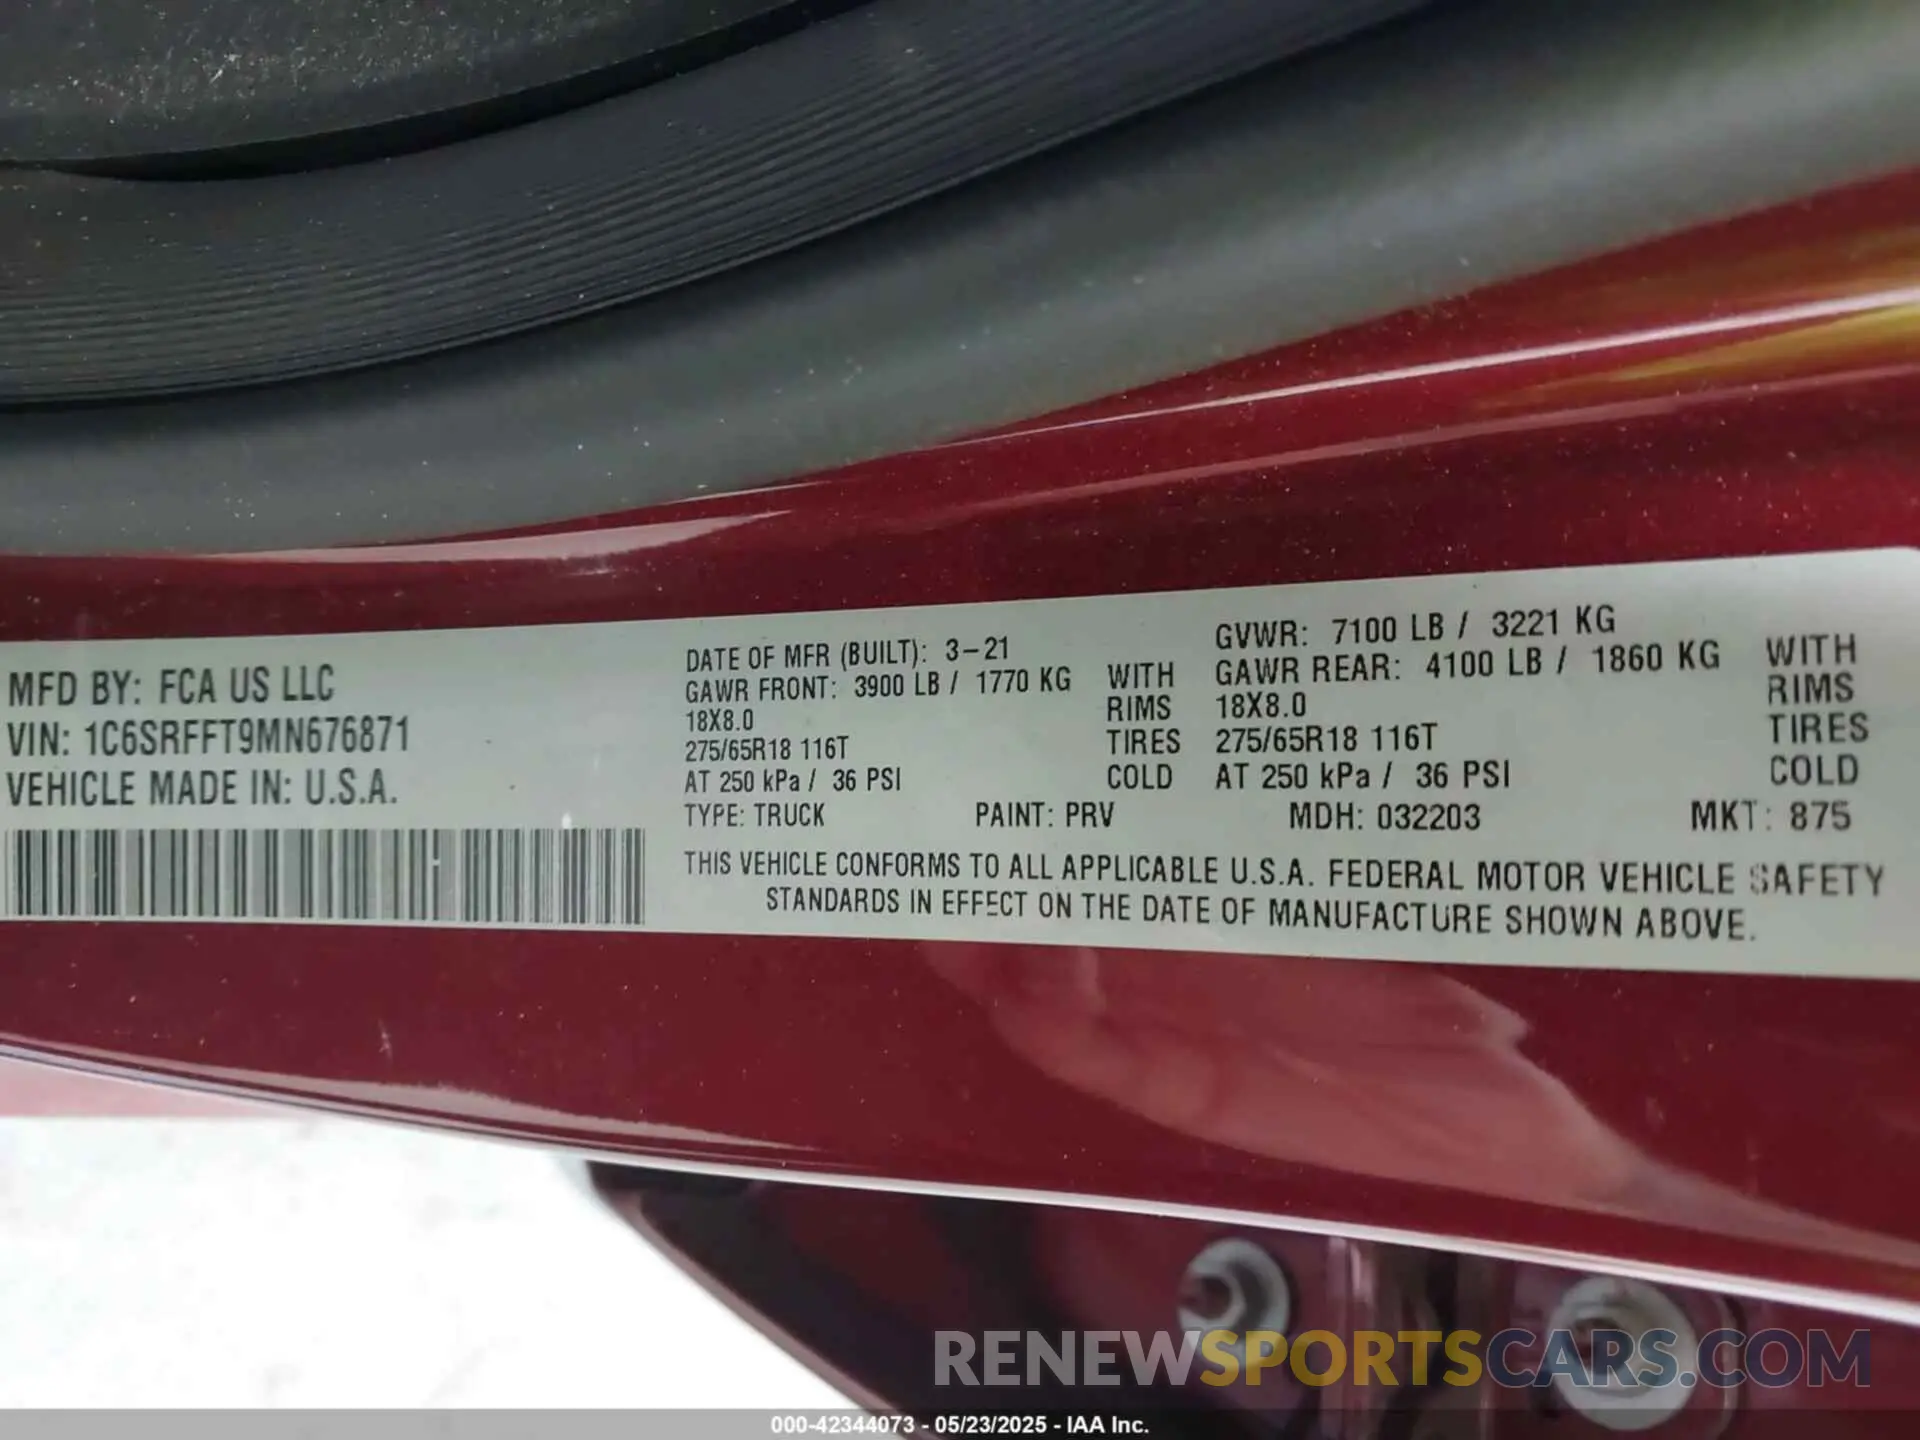 MFD BY: FCA US LLC
VIN: 1C6SRFFT9MN676871
VEHICLE MADE IN: U.S.A.
DATE OF MFR (BUILT): 3-21
GAWR FRONT: 3900 LB / 1770 KG WITH
18X8.0 RIMS
275/65R18 116T TIRES
AT 250 kPa / 36 PSI COLD
GVWR: 7100 LB / 3221 KG
GAWR REAR: 4100 LB / 1860 KG WITH
18X8.0 RIMS
275/65R18 116T TIRES
AT 250 kPa / 36 PSI COLD
TYPE: TRUCK PAINT: PRV MDH: 032203 MKT: 875
THIS VEHICLE CONFORMS TO ALL APPLICABLE U.S.A. FEDERAL MOTOR VEHICLE SAFETY
STANDARDS IN EFFECT ON THE DATE OF MANUFACTURE SHOWN ABOVE.
RENEWSPORTSCARS.COM
000-42344073 - 05/23/2025 - IAA Inc.